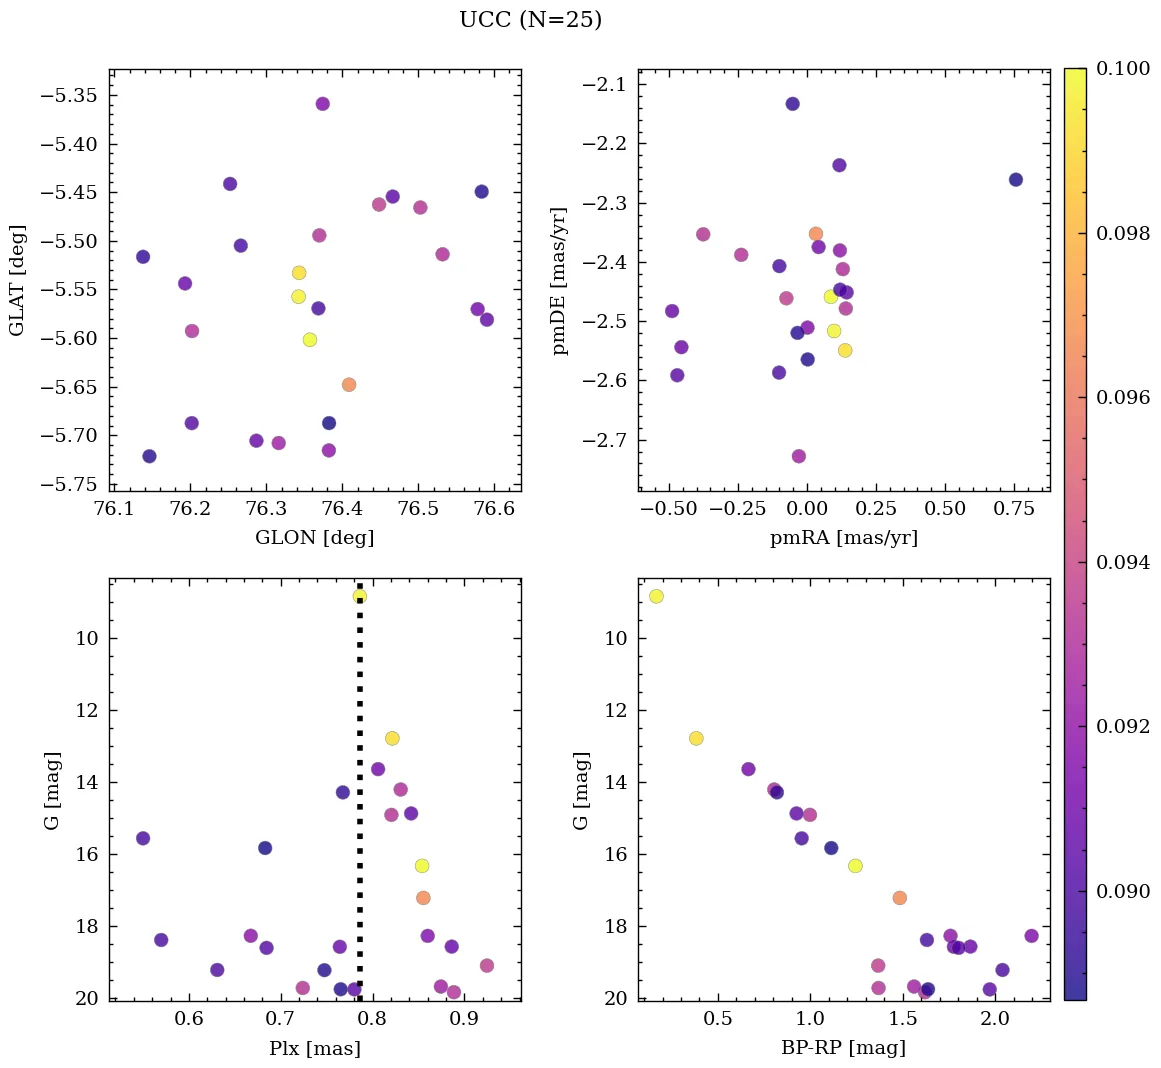 UCC (N=25)
−5.35
−5.40
−5.45
−5.50
−5.55
−5.60
−5.65
−5.70
−5.75
GLAT [deg]
76.1 76.2 76.3 76.4 76.5 76.6
GLON [deg]
−2.1
−2.2
−2.3
−2.4
−2.5
−2.6
−2.7
pmDE [mas/yr]
−0.50 −0.25 0.00 0.25 0.50 0.75
pmRA [mas/yr]
10
12
14
16
18
20
G [mag]
0.6 0.7 0.8 0.9
Plx [mas]
10
12
14
16
18
20
G [mag]
0.5 1.0 1.5 2.0
BP-RP [mag]
0.100
0.098
0.096
0.094
0.092
0.090